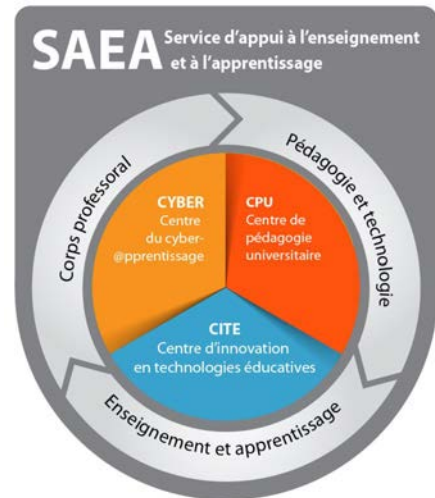 SAEA Service d'appui à l'enseignement
et à l'apprentissage
Corps professoral
Pédagogie et technologie
CYBER
Centre
du cyber-
@pprentissage
CPU
Centre de
pédagogie
universitaire
CITE
Centre d'innovation
en technologies éducatives
Enseignement et apprentissage